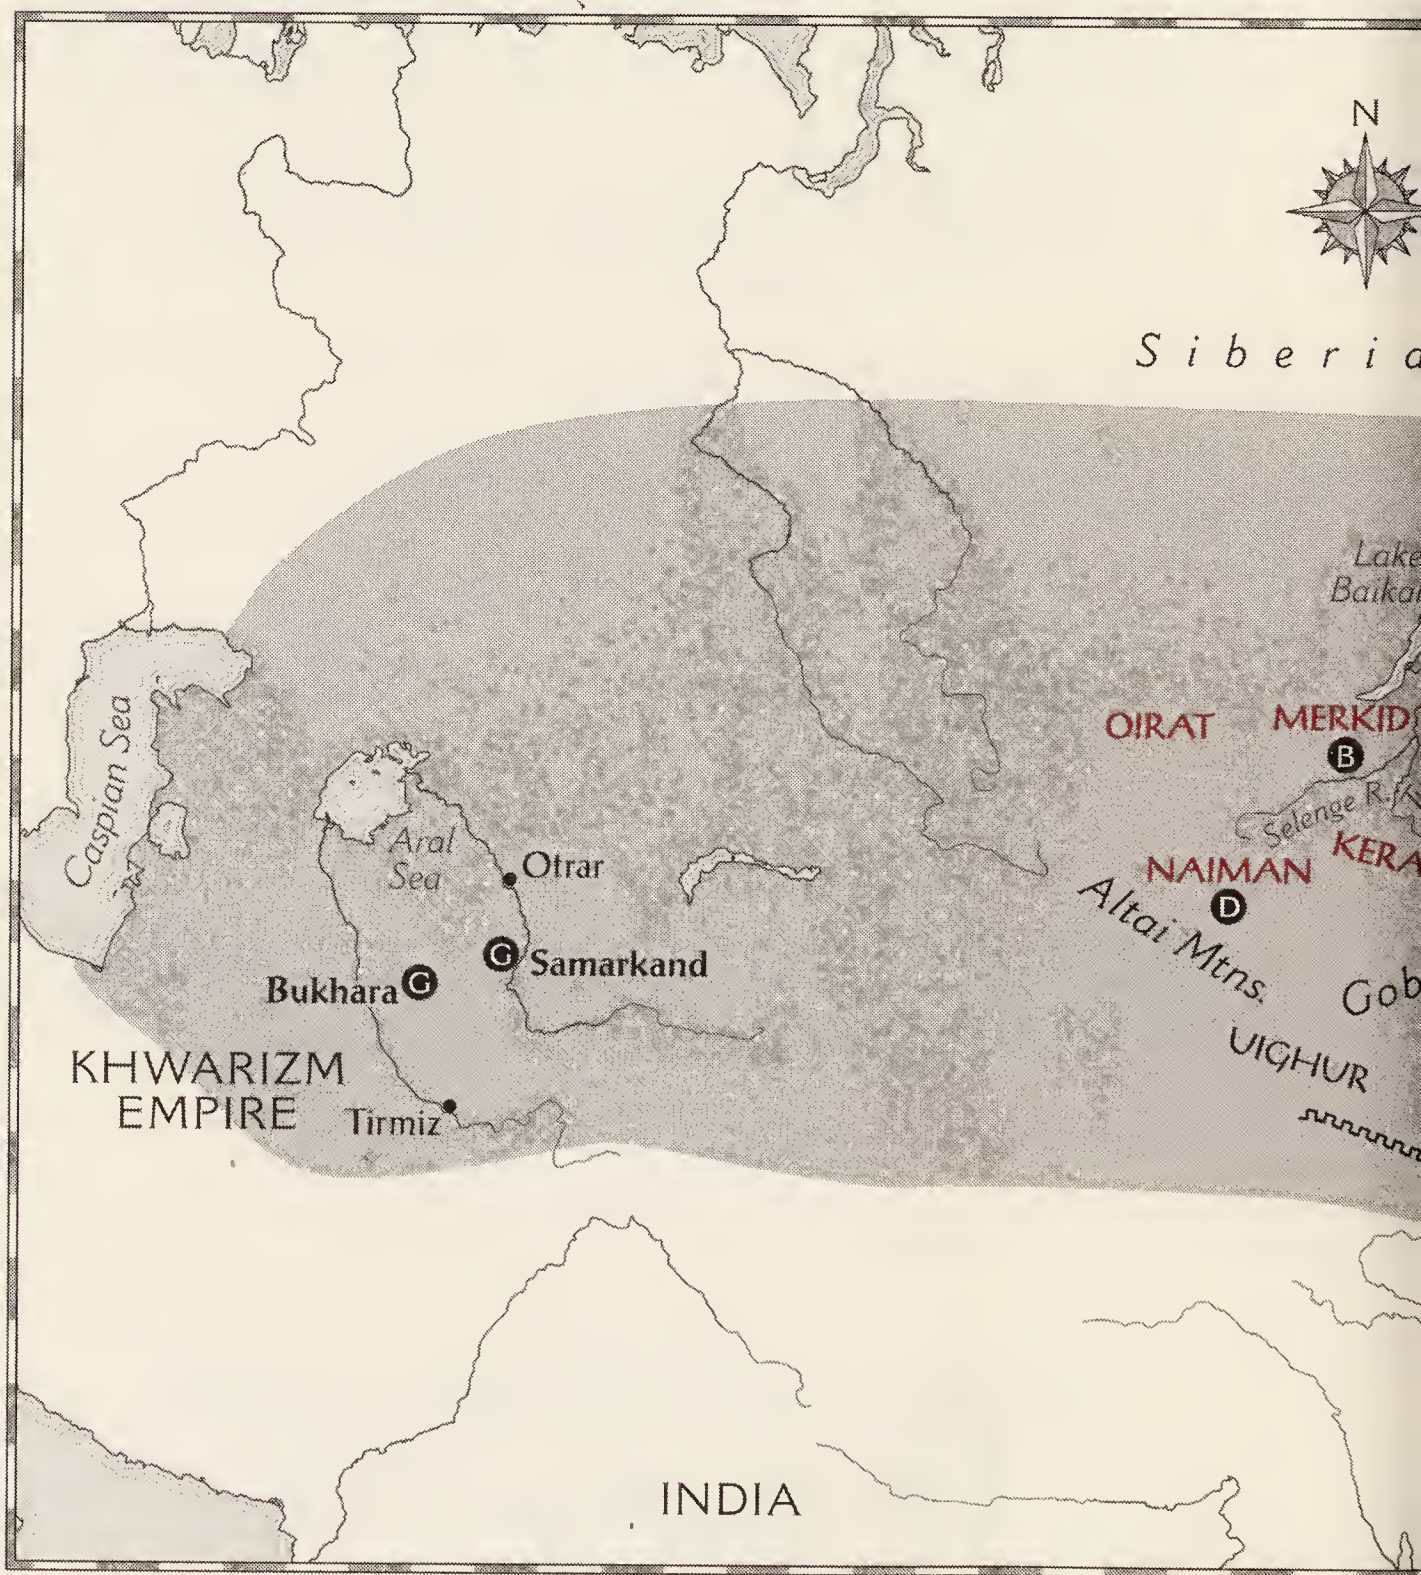 N
Siberia
Lake
Baikal
OIRAT
MERKID
B
Selenge R.
KERA
NAIMAN
D
Altai Mtns.
Gob
UIGHUR
Caspian Sea
Aral
Sea
Otrar
G Samarkand
Bukhara G
KHWARIZM
EMPIRE
Tirmiz
INDIA